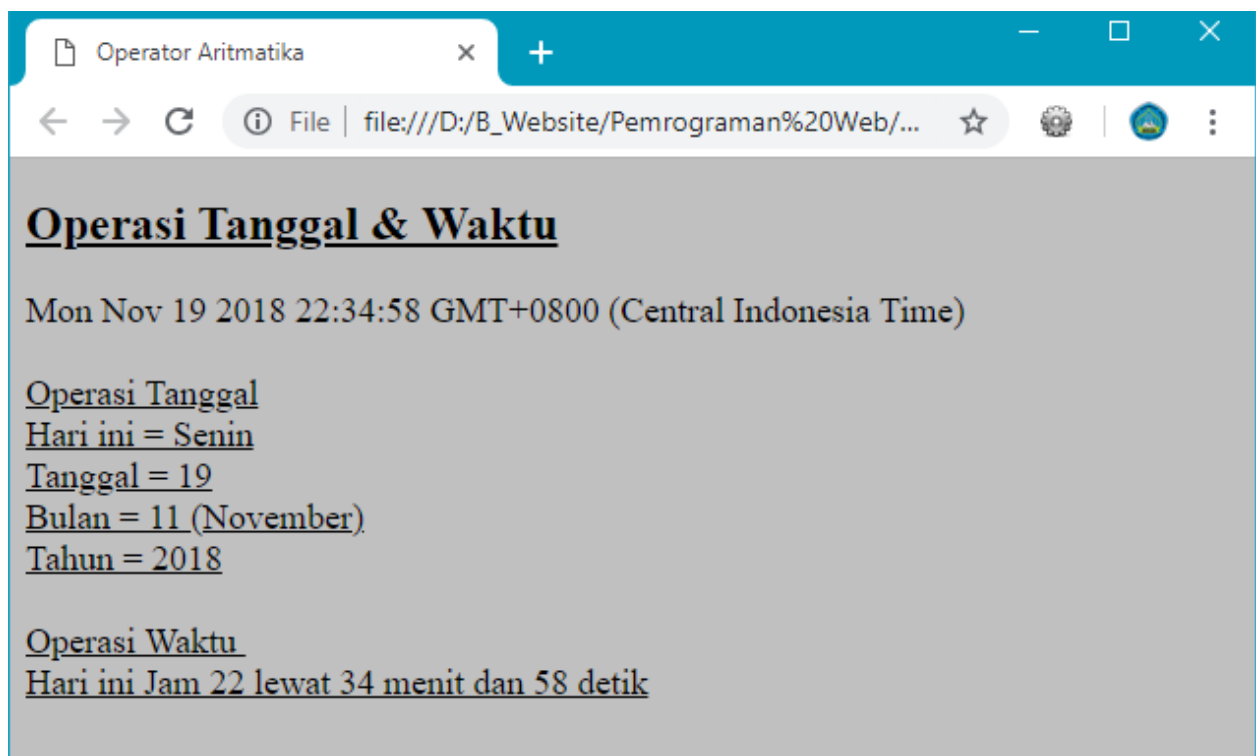 Operator Aritmatika
File | file:///D:/B_Website/Pemrograman%20Web/...
Operasi Tanggal & Waktu
Mon Nov 19 2018 22:34:58 GMT+0800 (Central Indonesia Time)
Operasi Tanggal
Hari ini = Senin
Tanggal = 19
Bulan = 11 (November)
Tahun = 2018
Operasi Waktu
Hari ini Jam 22 lewat 34 menit dan 58 detik